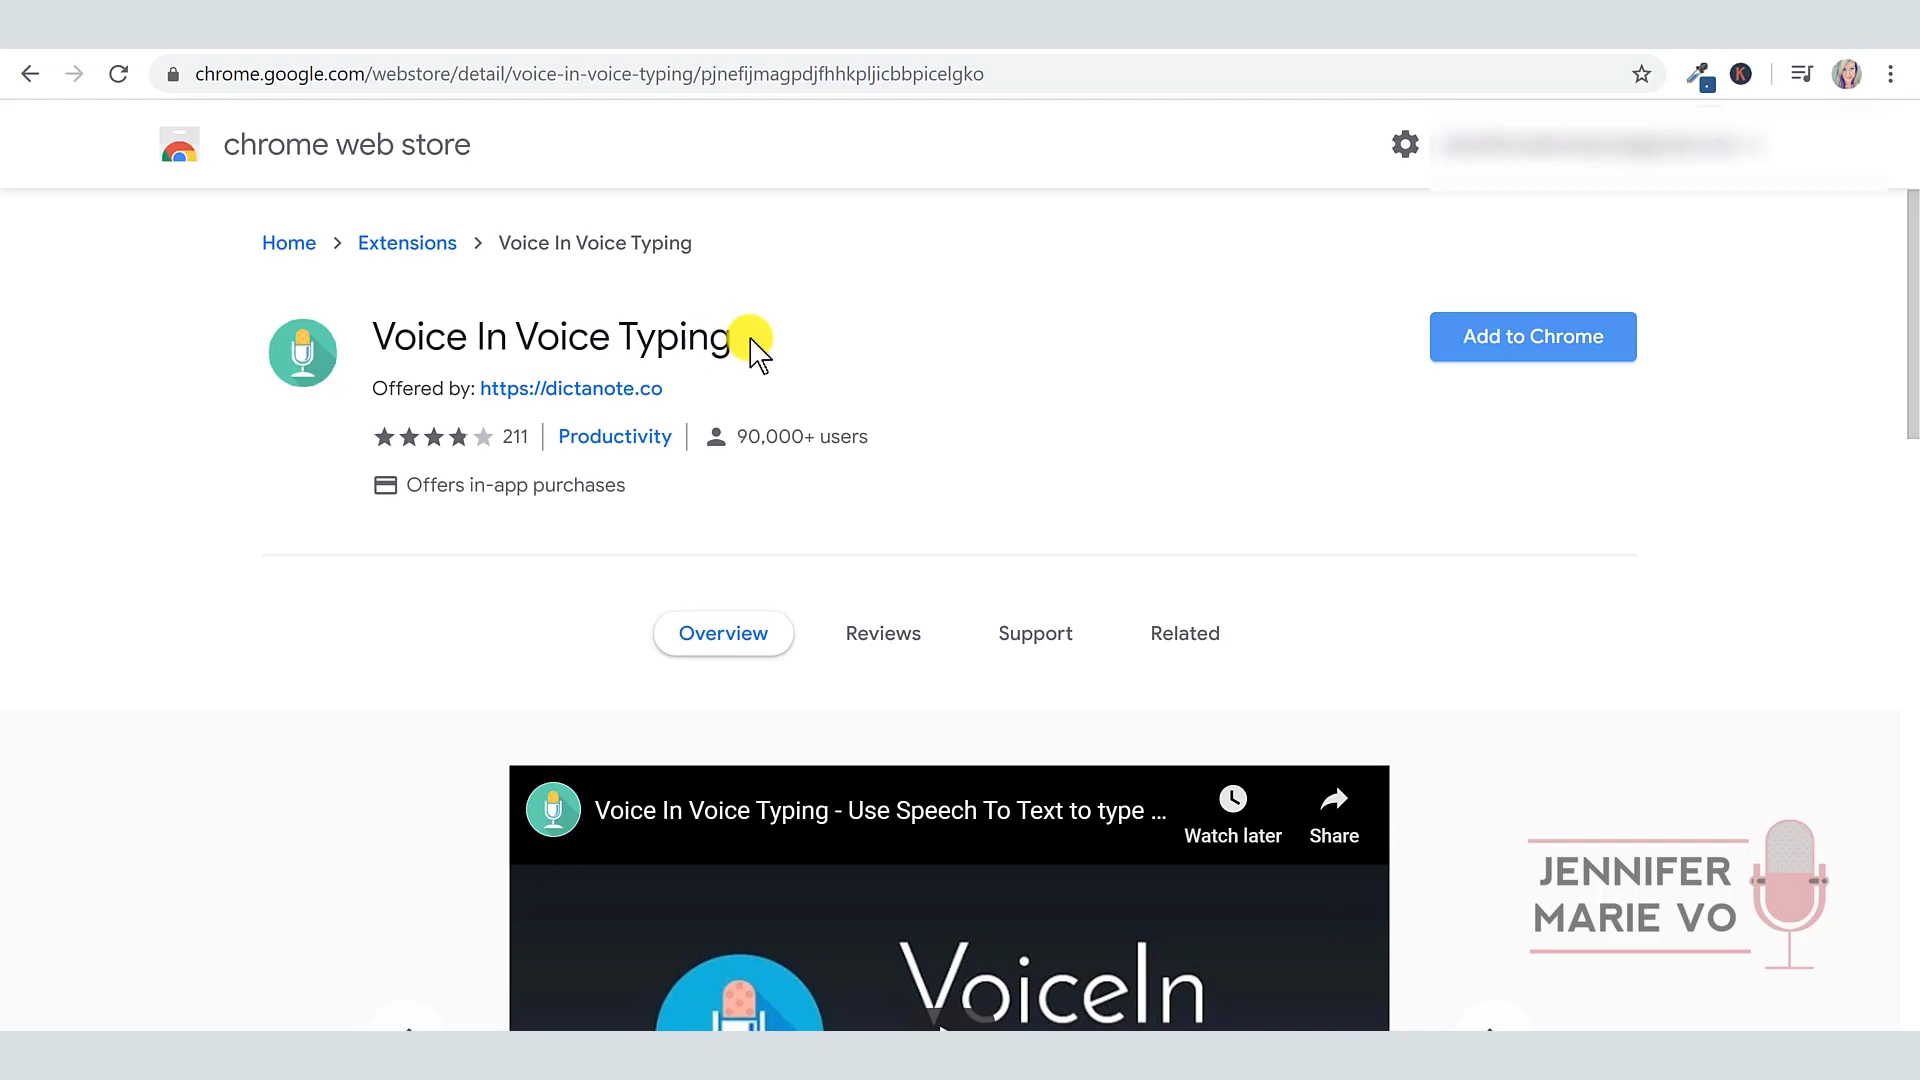 chrome.google.com/webstore/detail/voice-in-voice-typing/pjnefijmagpdjfhhkpljicbbpicelgko
K
chrome web store
Home > Extensions > Voice In Voice Typing
Voice In Voice Typing
Add to Chrome
Offered by: https://dictanote.co
211 | Productivity | 90,000+ users
Offers in-app purchases
Overview Reviews Support Related
Voice In Voice Typing - Use Speech To Text to type ...
Watch later Share
JENNIFER
MARIE VO
VoiceIn